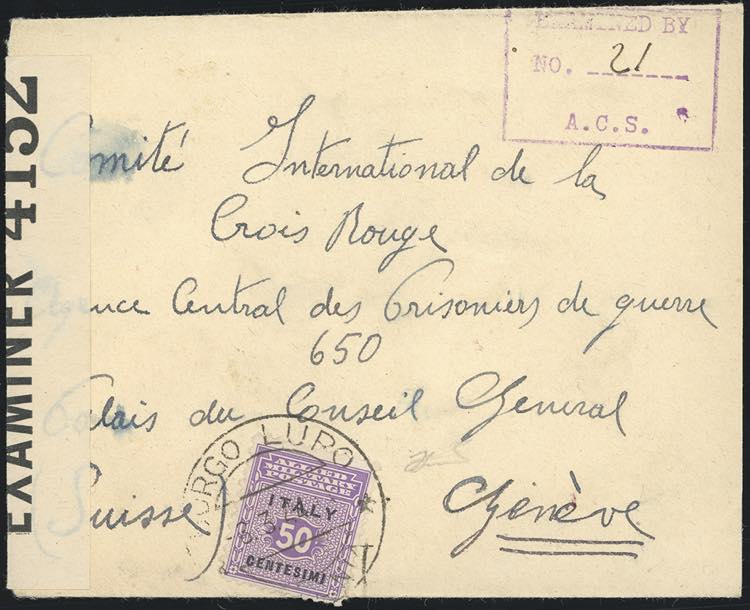 EXAMINED BY
NO. 21
A.C.S.
EXAMINER 4152
Comité International de la
Crois Rouge
Agence Central des Prisoniers de guerre
650
Palais du Conseil General
(Suisse) Genève
BORGO LUPO
ALLIED
MILITARY
POSTAGE
ITALY
50
CENTESIMI